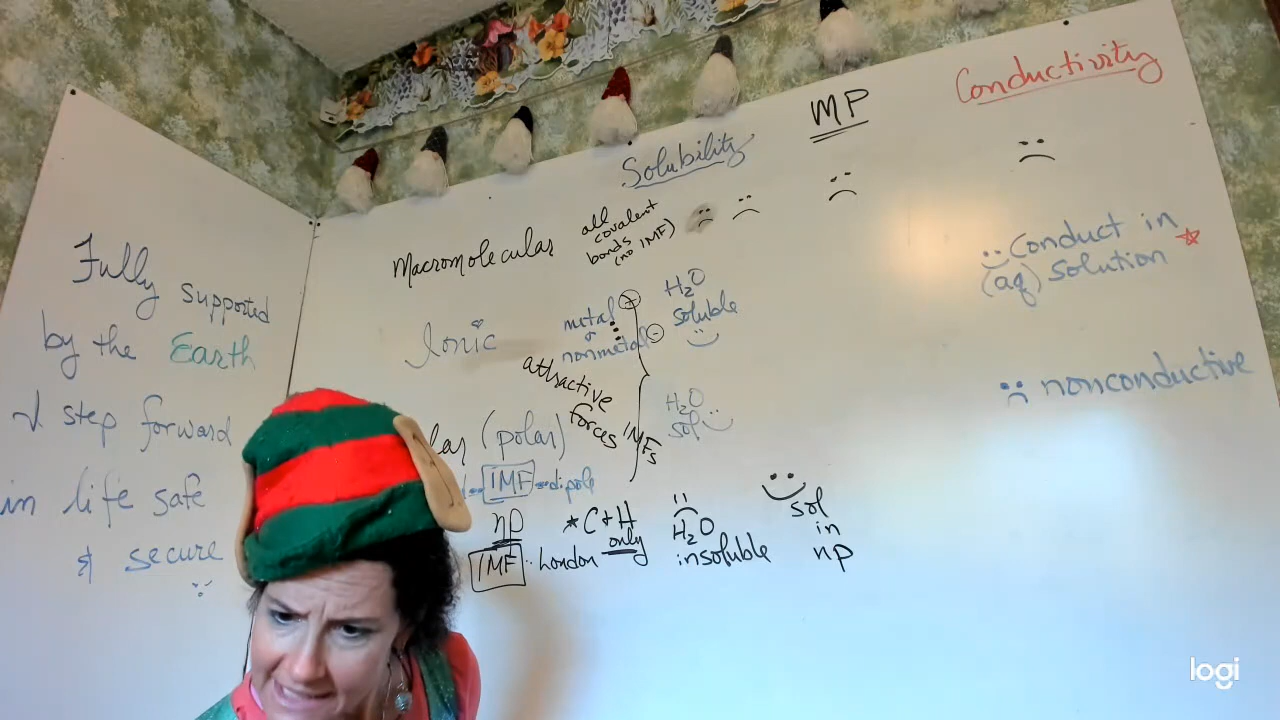 Fully supported
by the Earth
I step forward
in life safe
& secure
Solubility
MP
Conductivity
Macromolecular
all
covalent
bonds
(no IMF)
Ionic
metal +
&
nonmetal -
H2O
soluble
Conduct in
(aq) solution
attractive
forces
IMFs
lar (polar)
H2O
sol
nonconductive
IMF dipole
np
*C + H
only
IMF London
H2O
insoluble
sol
in
np
logi